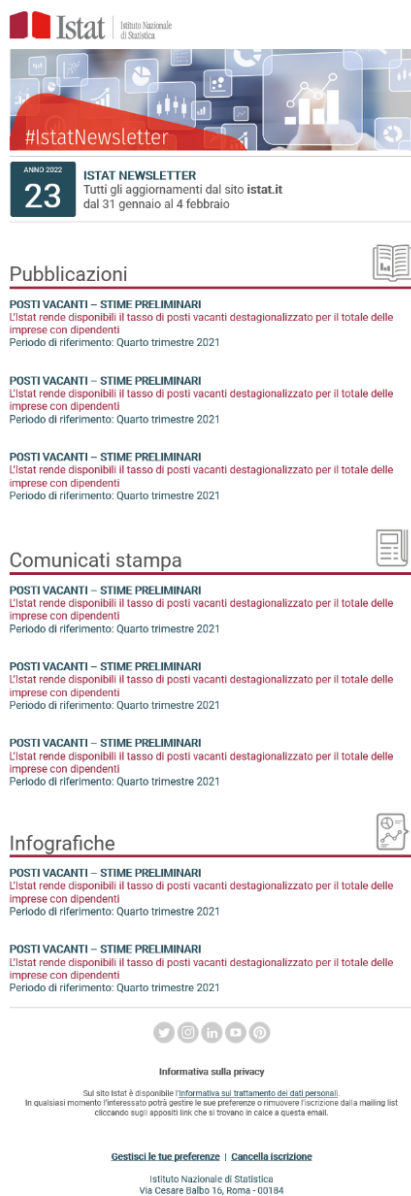 Istat
Istituto Nazionale
di Statistica
#IstatNewsletter
ANNO 2022
23
ISTAT NEWSLETTER
Tutti gli aggiornamenti dal sito istat.it
dal 31 gennaio al 4 febbraio
Pubblicazioni
POSTI VACANTI – STIME PRELIMINARI
L'Istat rende disponibili il tasso di posti vacanti destagionalizzato per il totale delle
imprese con dipendenti
Periodo di riferimento: Quarto trimestre 2021
POSTI VACANTI – STIME PRELIMINARI
L'Istat rende disponibili il tasso di posti vacanti destagionalizzato per il totale delle
imprese con dipendenti
Periodo di riferimento: Quarto trimestre 2021
POSTI VACANTI – STIME PRELIMINARI
L'Istat rende disponibili il tasso di posti vacanti destagionalizzato per il totale delle
imprese con dipendenti
Periodo di riferimento: Quarto trimestre 2021
Comunicati stampa
POSTI VACANTI – STIME PRELIMINARI
L'Istat rende disponibili il tasso di posti vacanti destagionalizzato per il totale delle
imprese con dipendenti
Periodo di riferimento: Quarto trimestre 2021
POSTI VACANTI – STIME PRELIMINARI
L'Istat rende disponibili il tasso di posti vacanti destagionalizzato per il totale delle
imprese con dipendenti
Periodo di riferimento: Quarto trimestre 2021
POSTI VACANTI – STIME PRELIMINARI
L'Istat rende disponibili il tasso di posti vacanti destagionalizzato per il totale delle
imprese con dipendenti
Periodo di riferimento: Quarto trimestre 2021
Infografiche
POSTI VACANTI – STIME PRELIMINARI
L'Istat rende disponibili il tasso di posti vacanti destagionalizzato per il totale delle
imprese con dipendenti
Periodo di riferimento: Quarto trimestre 2021
POSTI VACANTI – STIME PRELIMINARI
L'Istat rende disponibili il tasso di posti vacanti destagionalizzato per il totale delle
imprese con dipendenti
Periodo di riferimento: Quarto trimestre 2021
Informativa sulla privacy
Sul sito Istat è disponibile l'Informativa sul trattamento dei dati personali.
In qualsiasi momento l'interessato potrà gestire le sue preferenze o rimuovere l'iscrizione dalla mailing list
cliccando sugli appositi link che si trovano in calce a questa email.
Gestisci le tue preferenze | Cancella iscrizione
Istituto Nazionale di Statistica
Via Cesare Balbo 16, Roma - 00184